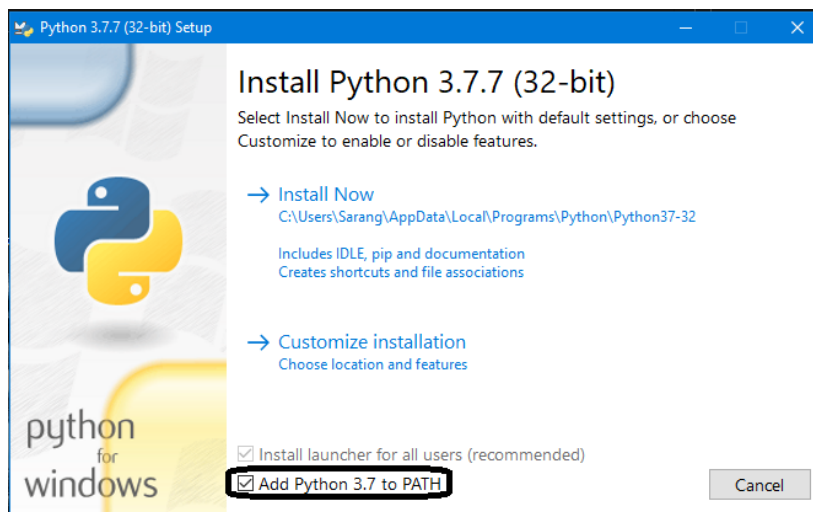 Python 3.7.7 (32-bit) Setup
Install Python 3.7.7 (32-bit)
Select Install Now to install Python with default settings, or choose
Customize to enable or disable features.
Install Now
C:\Users\Sarang\AppData\Local\Programs\Python\Python37-32
Includes IDLE, pip and documentation
Creates shortcuts and file associations
Customize installation
Choose location and features
python
for
windows
Install launcher for all users (recommended)
Add Python 3.7 to PATH
Cancel